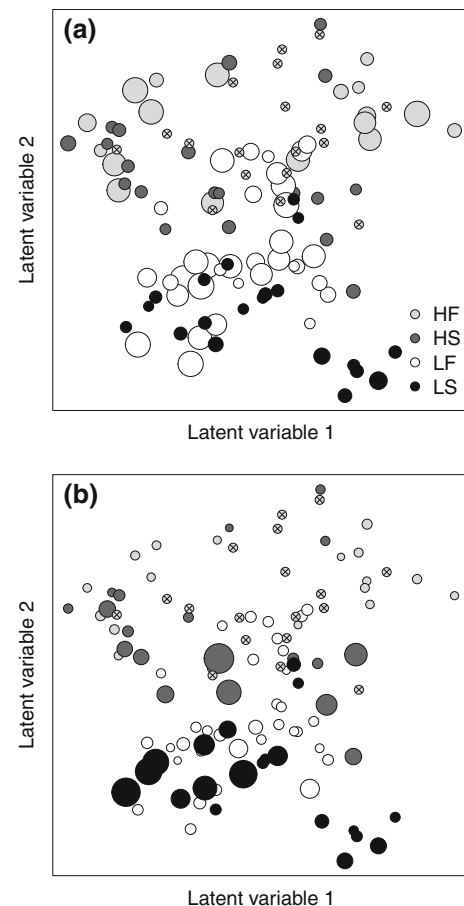 (a)
Latent variable 2
HF
HS
LF
LS
Latent variable 1
(b)
Latent variable 2
Latent variable 1